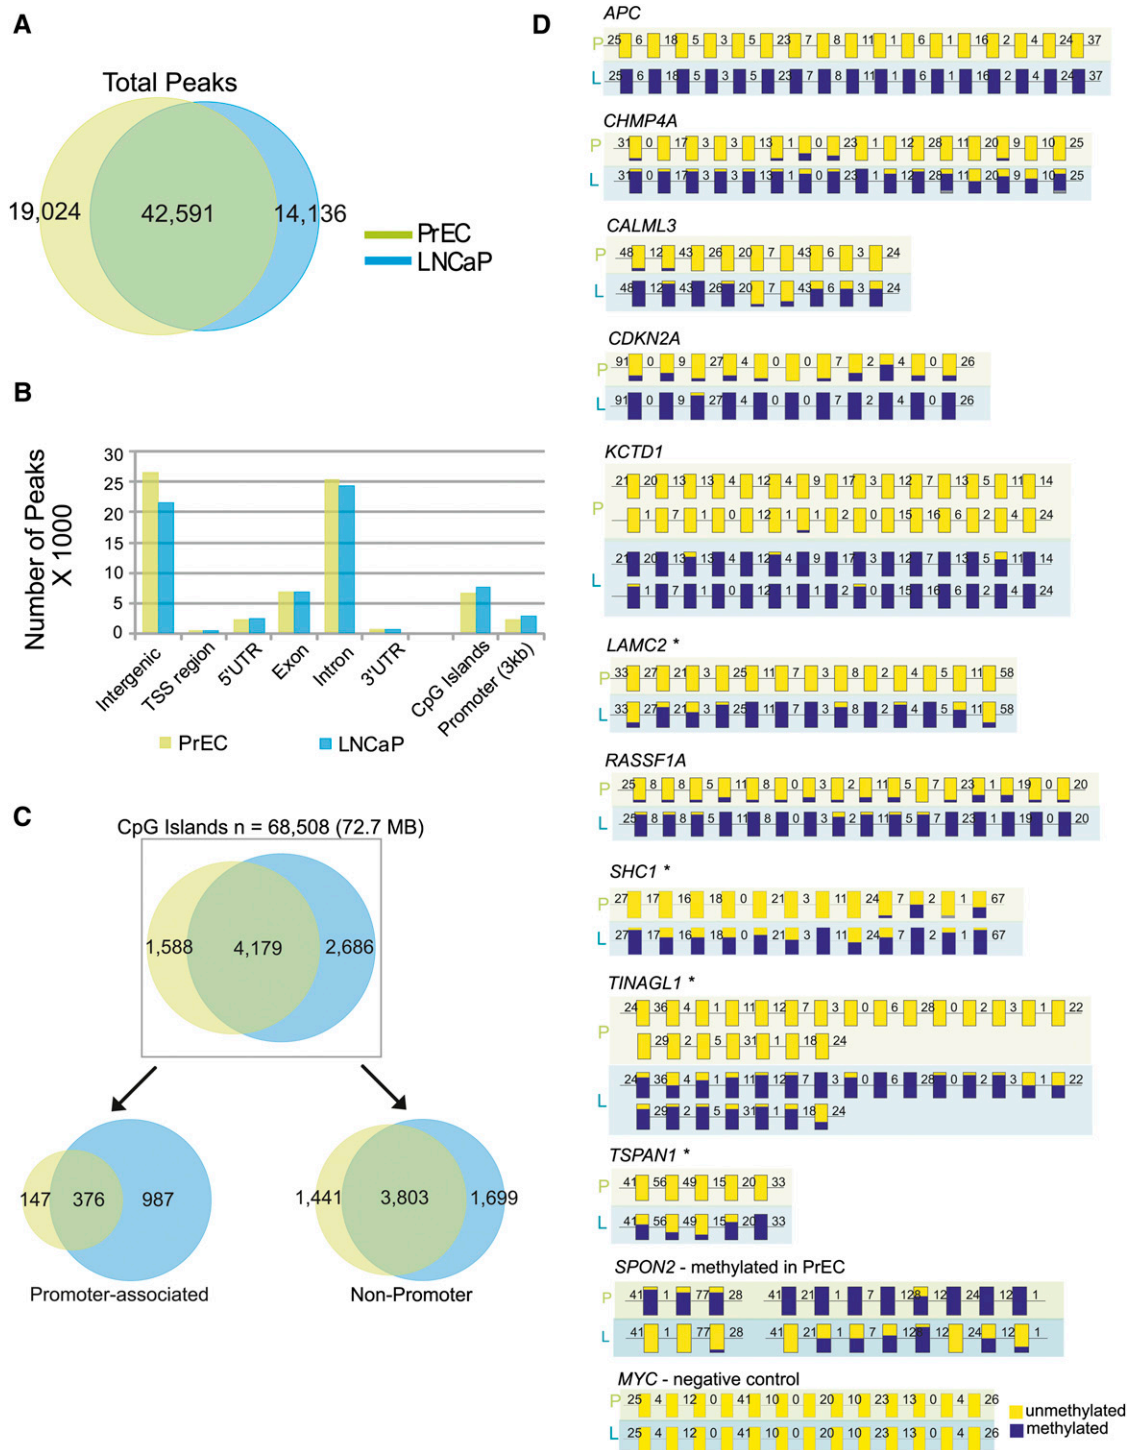 A
Total Peaks
19,024
42,591
14,136
PrEC
LNCaP
B
Number of Peaks
X 1000
30
25
20
15
10
5
0
Intergenic
TSS region
5'UTR
Exon
Intron
3'UTR
CpG Islands
Promoter (3kb)
PrEC
LNCaP
C
CpG Islands n = 68,508 (72.7 MB)
1,588
4,179
2,686
147
376
987
1,441
3,803
1,699
Promoter-associated
Non-Promoter
D
APC
P 25 6 18 5 3 5 23 7 8 11 1 6 1 16 2 4 24 37
L 25 6 18 5 3 5 23 7 8 11 1 6 1 16 2 4 24 37
CHMP4A
P 31 0 17 3 3 13 1 0 23 1 12 28 11 20 9 10 25
L 31 0 17 3 3 13 1 0 23 1 12 28 11 20 9 10 25
CALML3
P 48 12 43 26 20 7 43 6 3 24
L 48 12 43 26 20 7 43 6 3 24
CDKN2A
P 91 0 9 27 4 0 0 7 2 4 0 26
L 91 0 9 27 4 0 0 7 2 4 0 26
KCTD1
21 20 13 13 4 12 4 9 17 3 12 7 13 5 11 14
P
1 7 1 0 12 1 2 0 15 16 6 2 4 24
21 20 13 13 4 12 4 9 17 3 12 7 13 5 11 14
L
1 7 1 0 12 1 1 2 0 15 16 6 2 4 24
LAMC2 *
P 33 27 21 3 25 11 7 3 8 2 4 5 11 58
L 33 27 21 3 25 11 7 3 8 2 4 5 11 58
RASSF1A
P 25 8 8 5 11 8 0 3 2 11 5 7 23 1 19 0 20
L 25 8 8 5 11 8 0 3 2 11 5 7 23 1 19 0 20
SHC1 *
P 27 17 16 18 0 21 3 11 24 7 2 1 67
L 27 17 16 18 0 21 3 11 24 7 2 1 67
TINAGL1 *
24 36 4 1 11 12 7 3 0 6 28 0 2 3 1 22
P
29 2 5 31 1 18 24
24 36 4 1 11 12 7 3 0 6 28 0 2 3 1 22
L
29 2 5 31 1 18 24
TSPAN1 *
P 41 56 49 15 20 33
L 41 56 49 15 20 33
SPON2 - methylated in PrEC
P 41 1 77 28 41 21 1 7 128 12 24 12 1
L 41 1 77 28 41 21 1 7 128 12 24 12 1
MYC - negative control
P 25 4 12 0 41 10 0 20 10 23 13 0 4 26
L 25 4 12 0 41 10 0 20 10 23 13 0 4 26
unmethylated
methylated